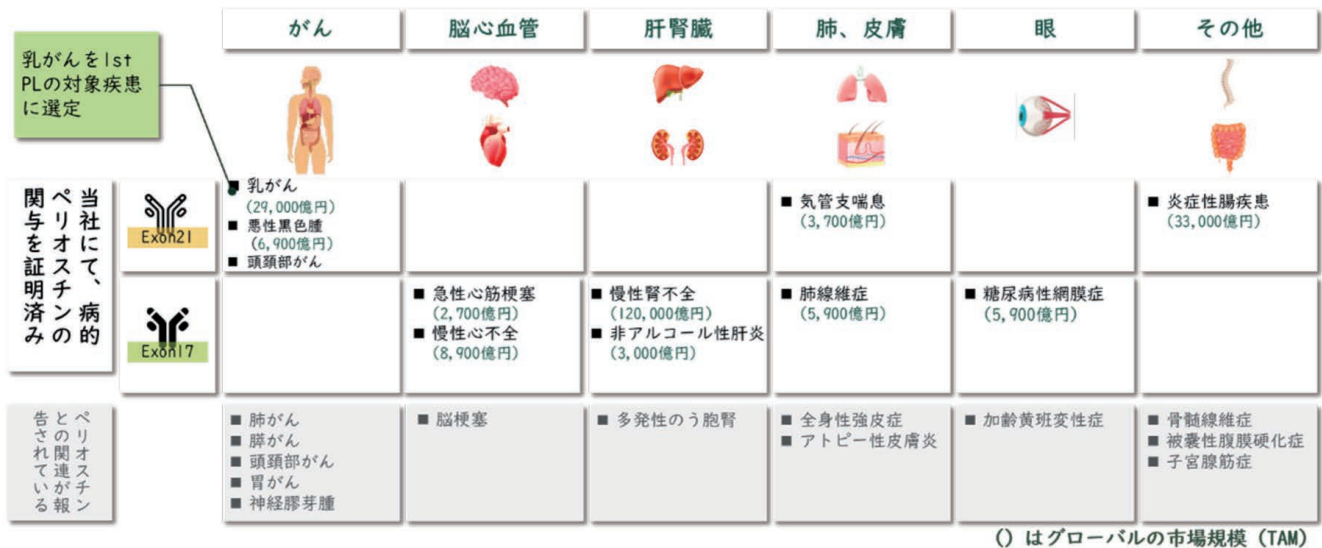 がん
脳心血管
肝腎臓
肺、皮膚
眼
その他
乳がんを1st
PLの対象疾患
に選定
当社にて、病的
ペリオスチンの
関与を証明済み
Exon21
■ 乳がん
(29,000億円)
■ 悪性黒色腫
(6,900億円)
■ 頭頚部がん
■ 気管支喘息
(3,700億円)
■ 炎症性腸疾患
(33,000億円)
Exon17
■ 急性心筋梗塞
(2,700億円)
■ 慢性心不全
(8,900億円)
■ 慢性腎不全
(120,000億円)
■ 非アルコール性肝炎
(3,000億円)
■ 肺線維症
(5,900億円)
■ 糖尿病性網膜症
(5,900億円)
ペリオスチン
との関連が報
告されている
■ 肺がん
■ 膵がん
■ 頭頚部がん
■ 胃がん
■ 神経膠芽腫
■ 脳梗塞
■ 多発性のう胞腎
■ 全身性強皮症
■ アトピー性皮膚炎
■ 加齢黄斑変性症
■ 骨髄線維症
■ 被嚢性腹膜硬化症
■ 子宮腺筋症
() はグローバルの市場規模 (TAM)